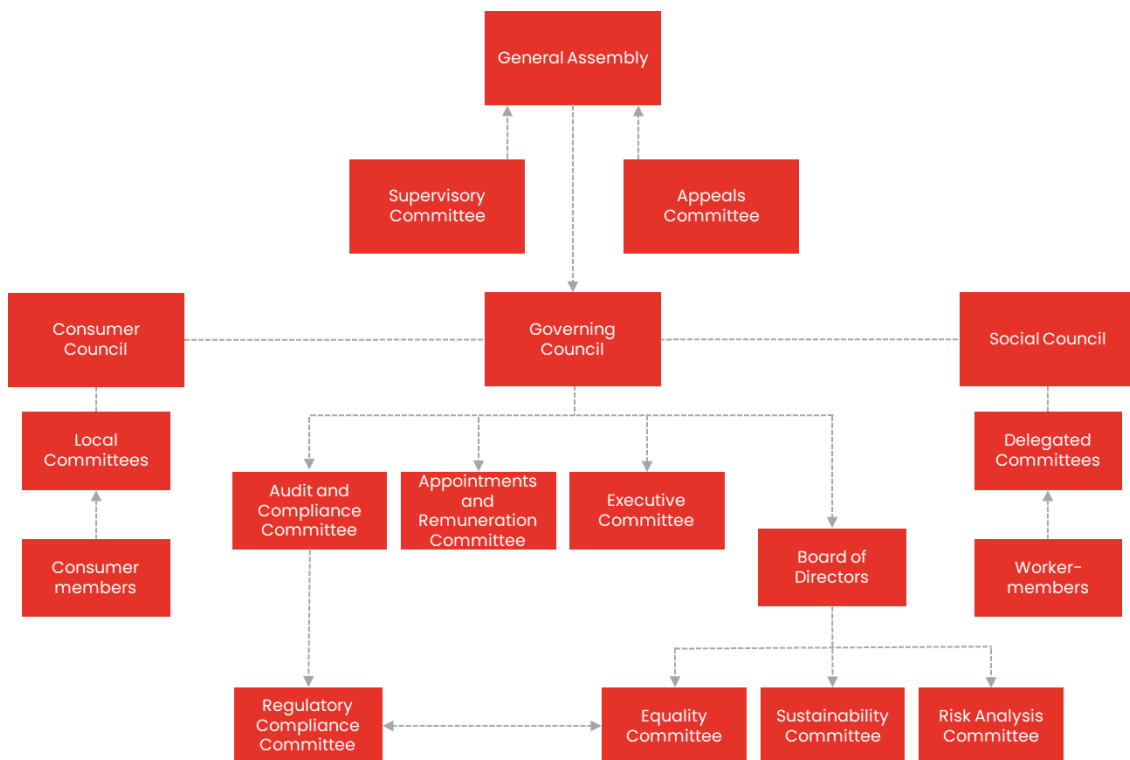 General Assembly
Supervisory
Committee
Appeals
Committee
Consumer
Council
Governing
Council
Social Council
Local
Committees
Delegated
Committees
Audit and
Compliance
Committee
Appointments
and
Remuneration
Committee
Executive
Committee
Board of
Directors
Consumer
members
Worker-
members
Regulatory
Compliance
Committee
Equality
Committee
Sustainability
Committee
Risk Analysis
Committee